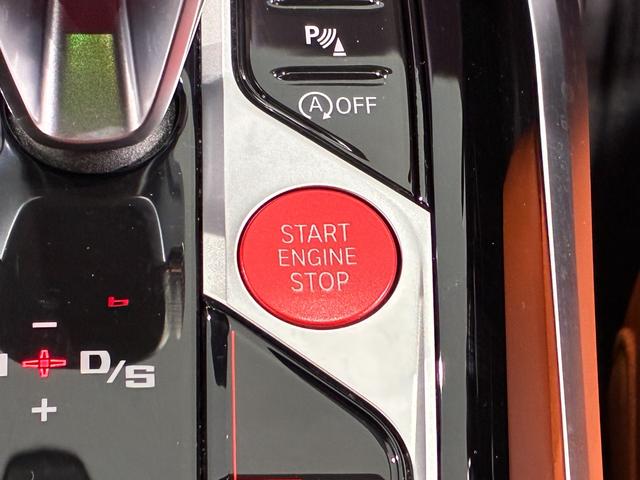 P
A OFF
START
ENGINE
STOP
−
D/S
+